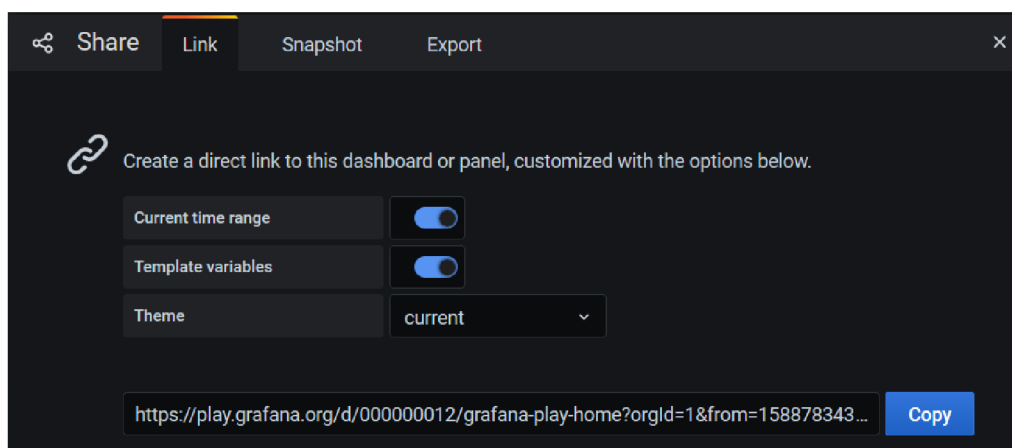 Share Link Snapshot Export
Create a direct link to this dashboard or panel, customized with the options below.
Current time range
Template variables
Theme current
https://play.grafana.org/d/000000012/grafana-play-home?orgId=1&from=158878343... Copy